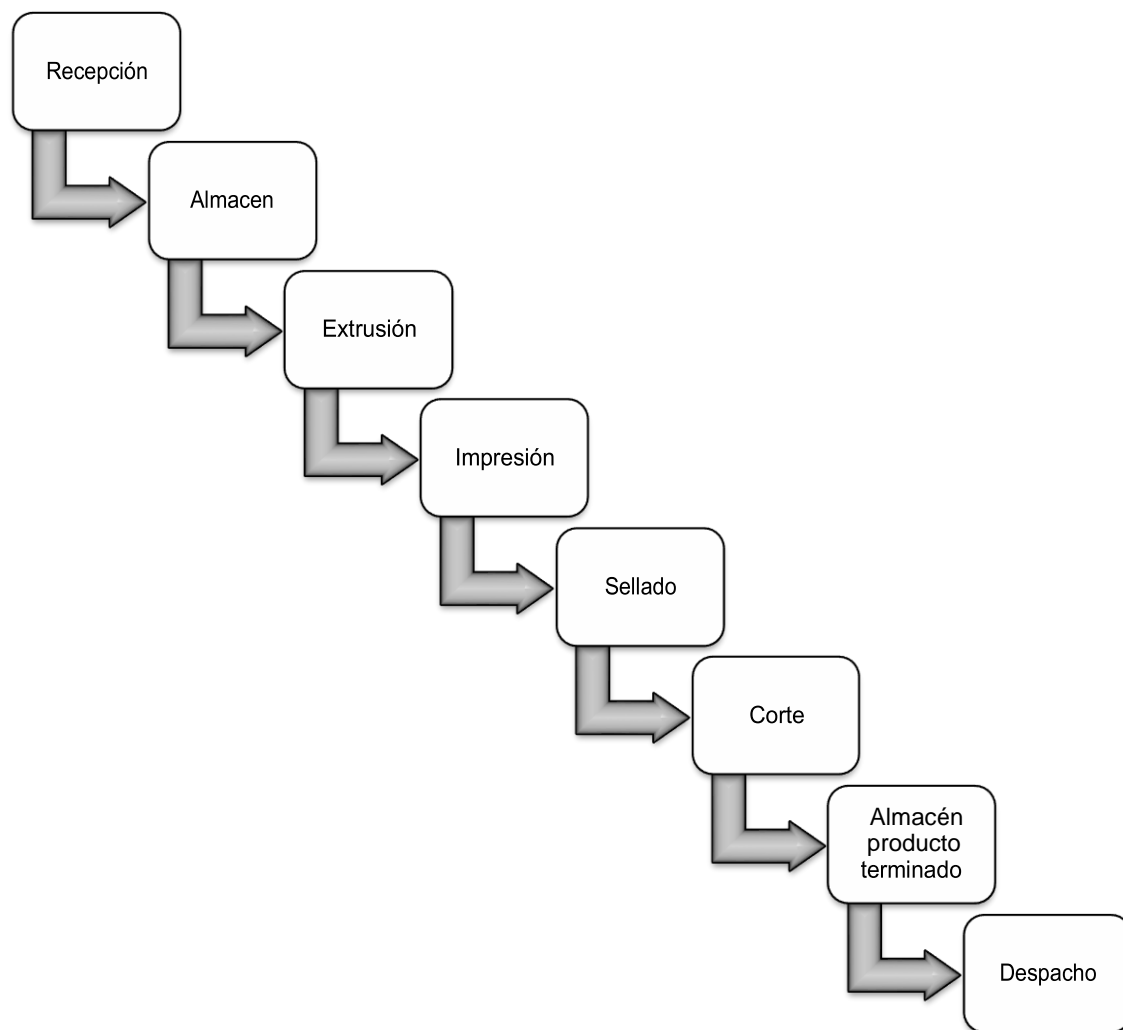 Recepción
Almacen
Extrusión
Impresión
Sellado
Corte
Almacén
producto
terminado
Despacho